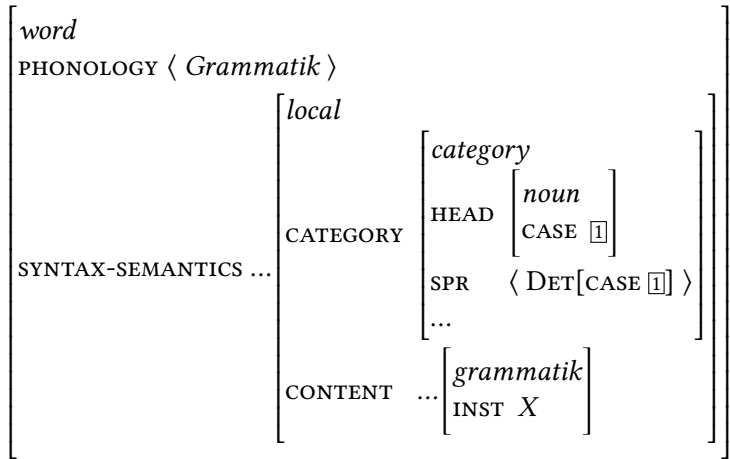 word
PHONOLOGY ⟨ Grammatik ⟩
local
category
noun
HEAD
CASE 1
CATEGORY
SYNTAX-SEMANTICS ...
SPR ⟨ DET[CASE 1] ⟩
...
grammatik
CONTENT ...
INST X